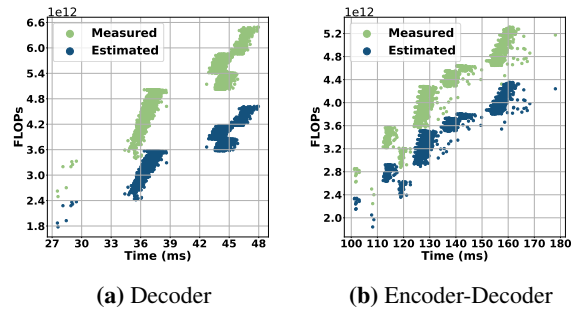 1e12
6.6
6.0
5.4
4.8
4.2
3.6
3.0
2.4
1.8
FLOPs
Measured
Estimated
27 30 33 36 39 42 45 48
Time (ms)
(a) Decoder
1e12
5.2
4.8
4.4
4.0
3.6
3.2
2.8
2.4
2.0
FLOPs
Measured
Estimated
100 110 120 130 140 150 160 170 180
Time (ms)
(b) Encoder-Decoder